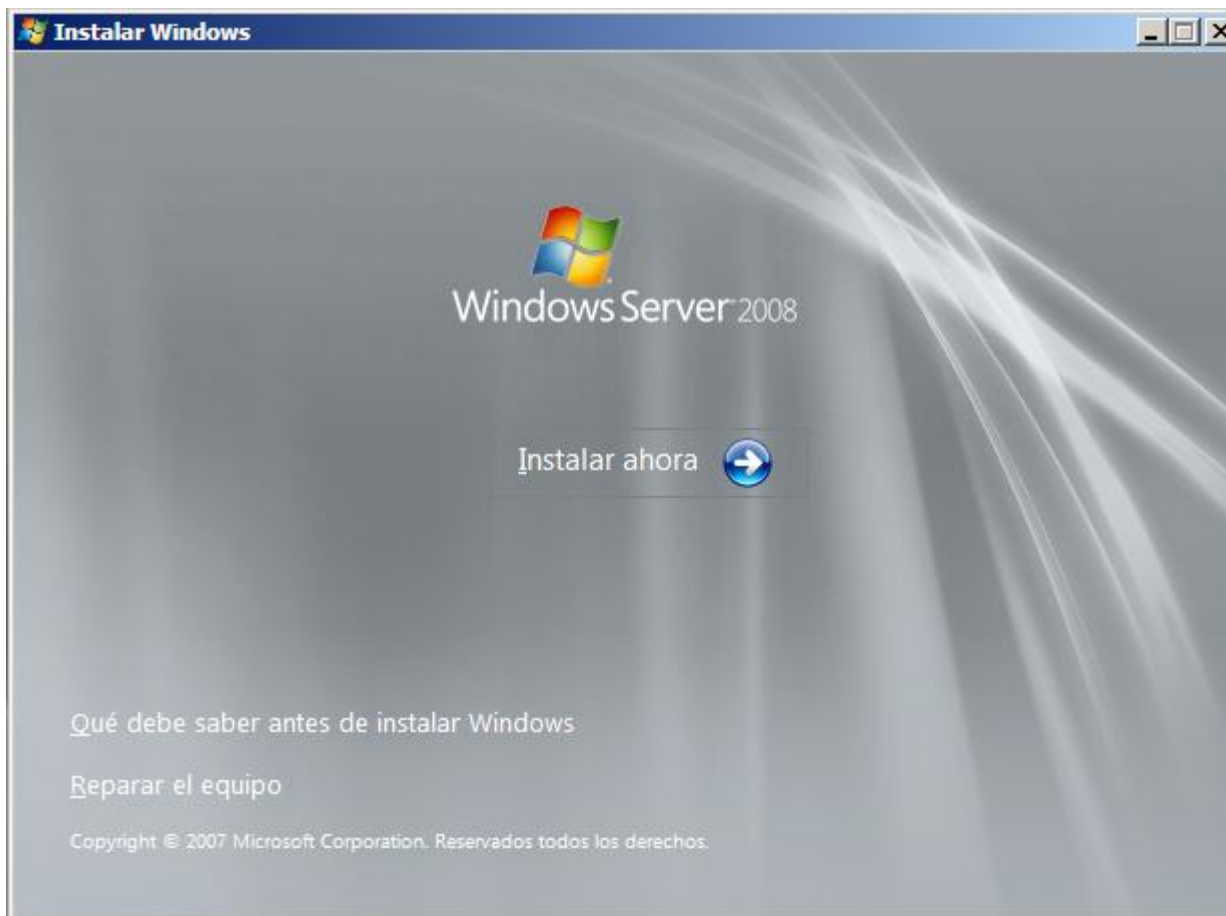 Instalar Windows
Windows Server 2008
Instalar ahora
Qué debe saber antes de instalar Windows
Reparar el equipo
Copyright © 2007 Microsoft Corporation. Reservados todos los derechos.